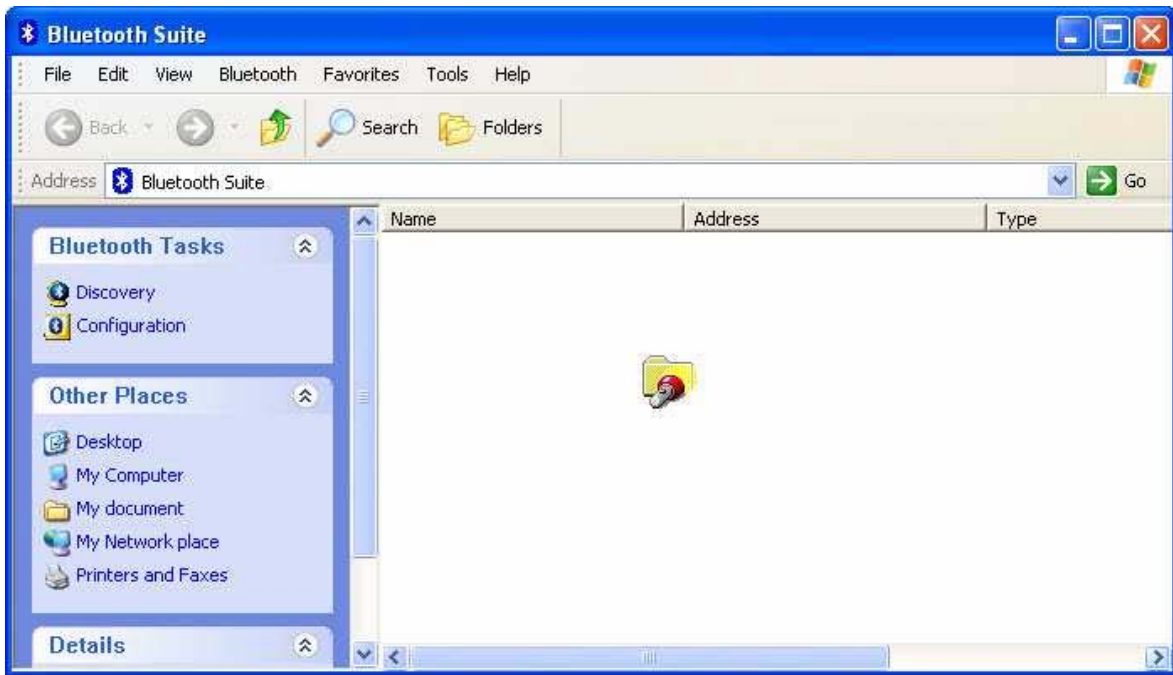 Bluetooth Suite
File Edit View Bluetooth Favorites Tools Help
Back Search Folders
Address Bluetooth Suite Go
Name Address Type
Bluetooth Tasks
Discovery
Configuration
Other Places
Desktop
My Computer
My document
My Network place
Printers and Faxes
Details